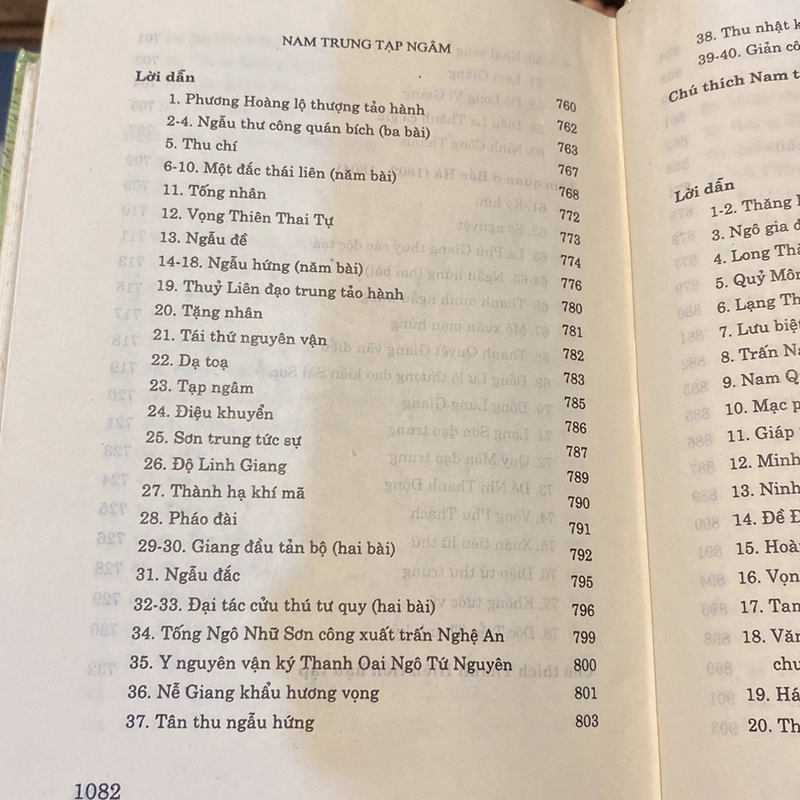 NAM TRUNG TẠP NGÂM
Lời dẫn 760
1. Phương Hoàng lộ thượng tảo hành 762
2-4. Ngẫu thư công quán bích (ba bài) 763
5. Thu chí 767
6-10. Một đắc thái liên (năm bài) 768
11. Tống nhân 772
12. Vọng Thiên Thai Tự 773
13. Ngẫu đề 774
14-18. Ngẫu hứng (năm bài) 776
19. Thuỷ Liên đạo trung tảo hành 780
20. Tặng nhân 781
21. Tái thứ nguyên vận 782
22. Dạ toạ 783
23. Tạp ngâm 785
24. Điệu khuyển 786
25. Sơn trung tức sự 787
26. Độ Linh Giang 789
27. Thành hạ khí mã 790
28. Pháo đài 791
29-30. Giang đầu tản bộ (hai bài) 792
31. Ngẫu đắc 795
32-33. Đại tác cửu thú tư quy (hai bài) 796
34. Tống Ngô Nhữ Sơn công xuất trấn Nghệ An 799
35. Y nguyên vận ký Thanh Oai Ngô Tứ Nguyên 800
36. Nễ Giang khẩu hương vọng 801
37. Tân thu ngẫu hứng 803
1082
38. Thu nhật k
39-40. Giản cô
Chú thích Nam t
Lời dẫn
1-2. Thăng
3. Ngô gia đ
4. Long Thà
5. Quỷ Môn
6. Lạng Th
7. Lưu biệt
8. Trấn Na
9. Nam Qu
10. Mạc p
11. Giáp
12. Minh
13. Ninh
14. Đề Đ
15. Hoàn
16. Vọn
17. Tam
18. Văn
chu
19. Há
20. Th